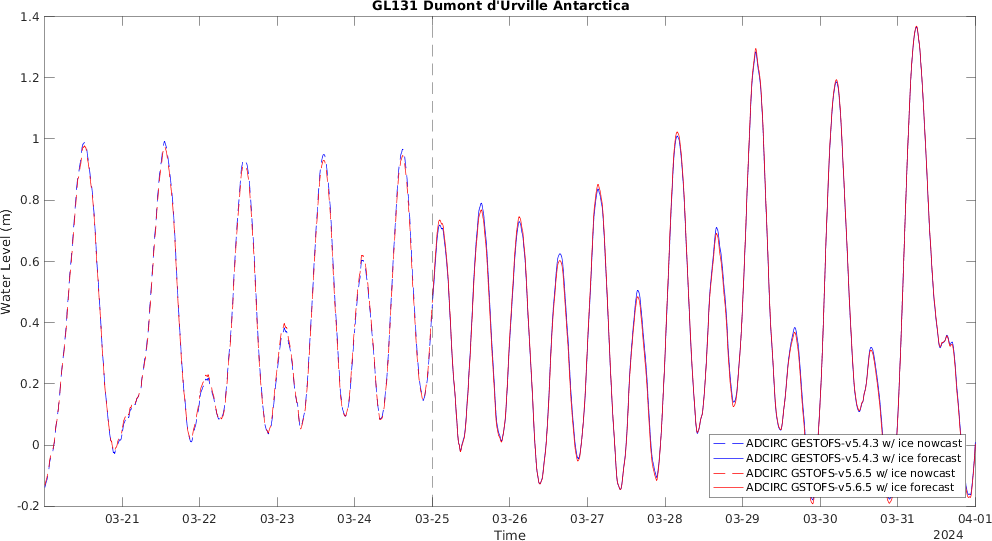 GL131 Dumont d'Urville Antarctica
1.4
1.2
1
0.8
0.6
0.4
0.2
0
-0.2
Water Level (m)
ADCIRC GESTOFS-v5.4.3 w/ ice nowcast
ADCIRC GESTOFS-v5.4.3 w/ ice forecast
ADCIRC GSTOFS-v5.6.5 w/ ice nowcast
ADCIRC GSTOFS-v5.6.5 w/ ice forecast
03-21 03-22 03-23 03-24 03-25 03-26 03-27 03-28 03-29 03-30 03-31 04-01
Time
2024